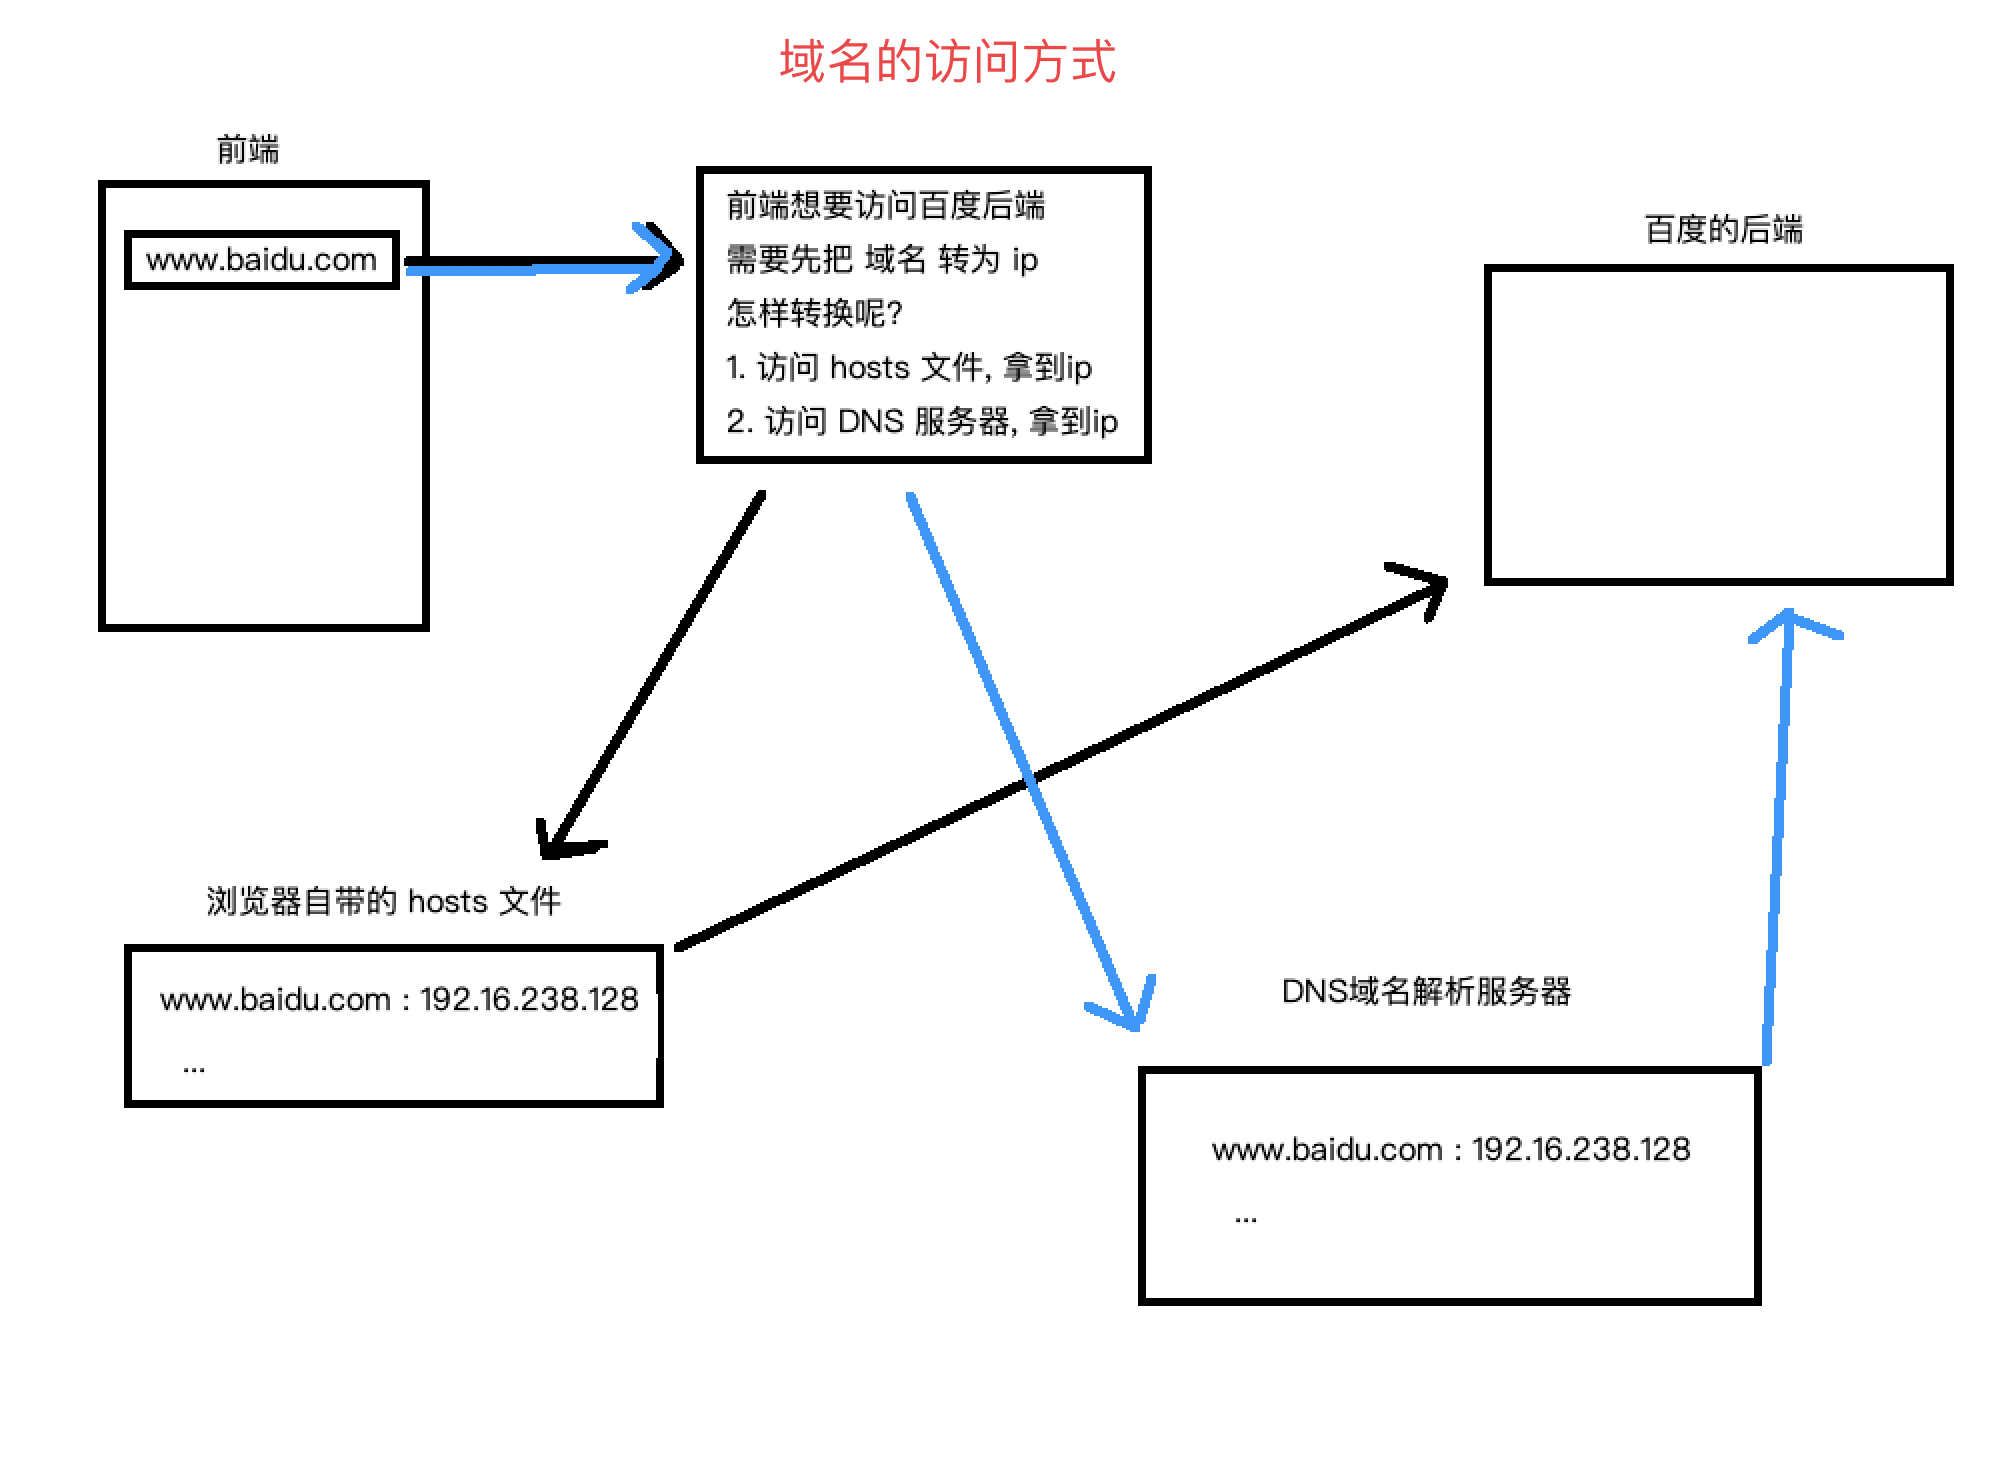 域名的访问方式
前端
www.baidu.com
前端想要访问百度后端
需要先把 域名 转为 ip
怎样转换呢?
1. 访问 hosts 文件, 拿到ip
2. 访问 DNS 服务器, 拿到ip
百度的后端
浏览器自带的 hosts 文件
www.baidu.com : 192.16.238.128
...
DNS域名解析服务器
www.baidu.com : 192.16.238.128
...